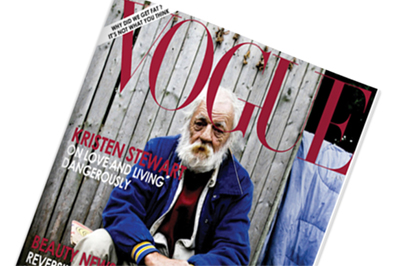 WHY DID WE GET FAT?
IT'S NOT WHAT YOU THINK
VOGUE
KRISTEN STEWART
ON LOVE AND LIVING
DANGEROUSLY
BEAUTY NEWS